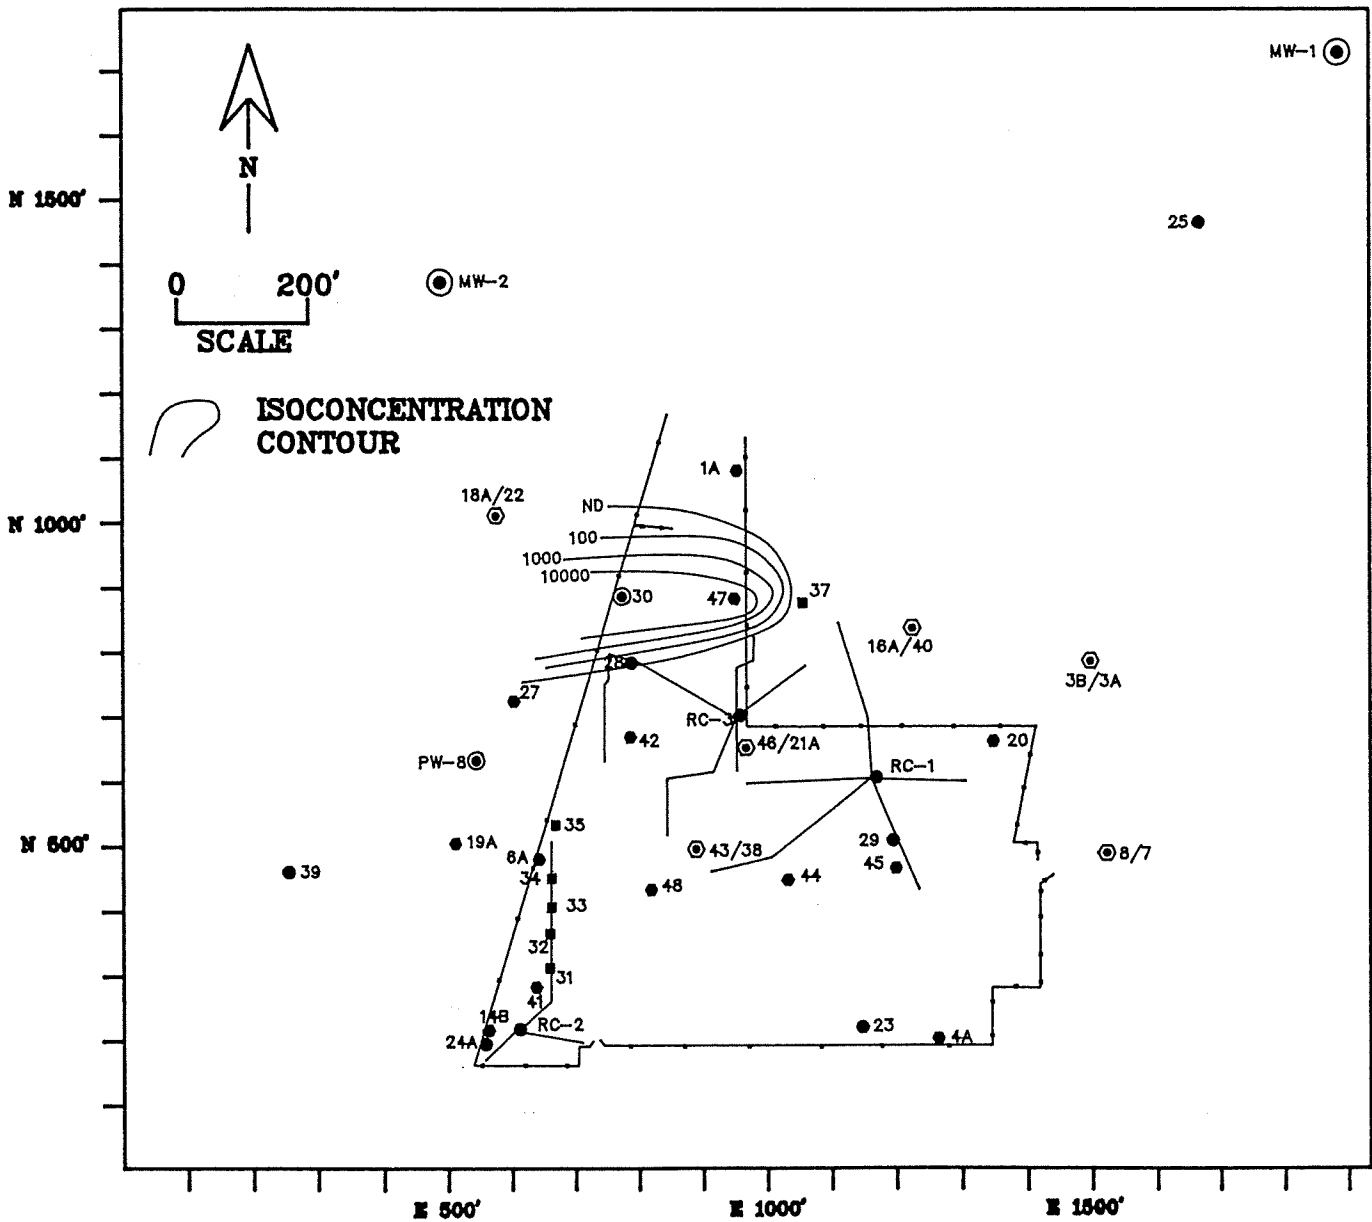 MW-1
N
N 1500'
25
0 200'
MW-2
SCALE
ISOCONCENTRATION
CONTOUR
1A
18A/22
ND
N 1000'
100
1000
10000
30
47
37
16A/40
28
3B/3A
27
RC-3
42
46/21A
20
PW-8
RC-1
35
N 500'
19A
6A
43/38
29
8/7
39
34
48
44
45
33
32
31
41
14B
RC-2
23
24A
4A
E 500'
E 1000'
E 1500'